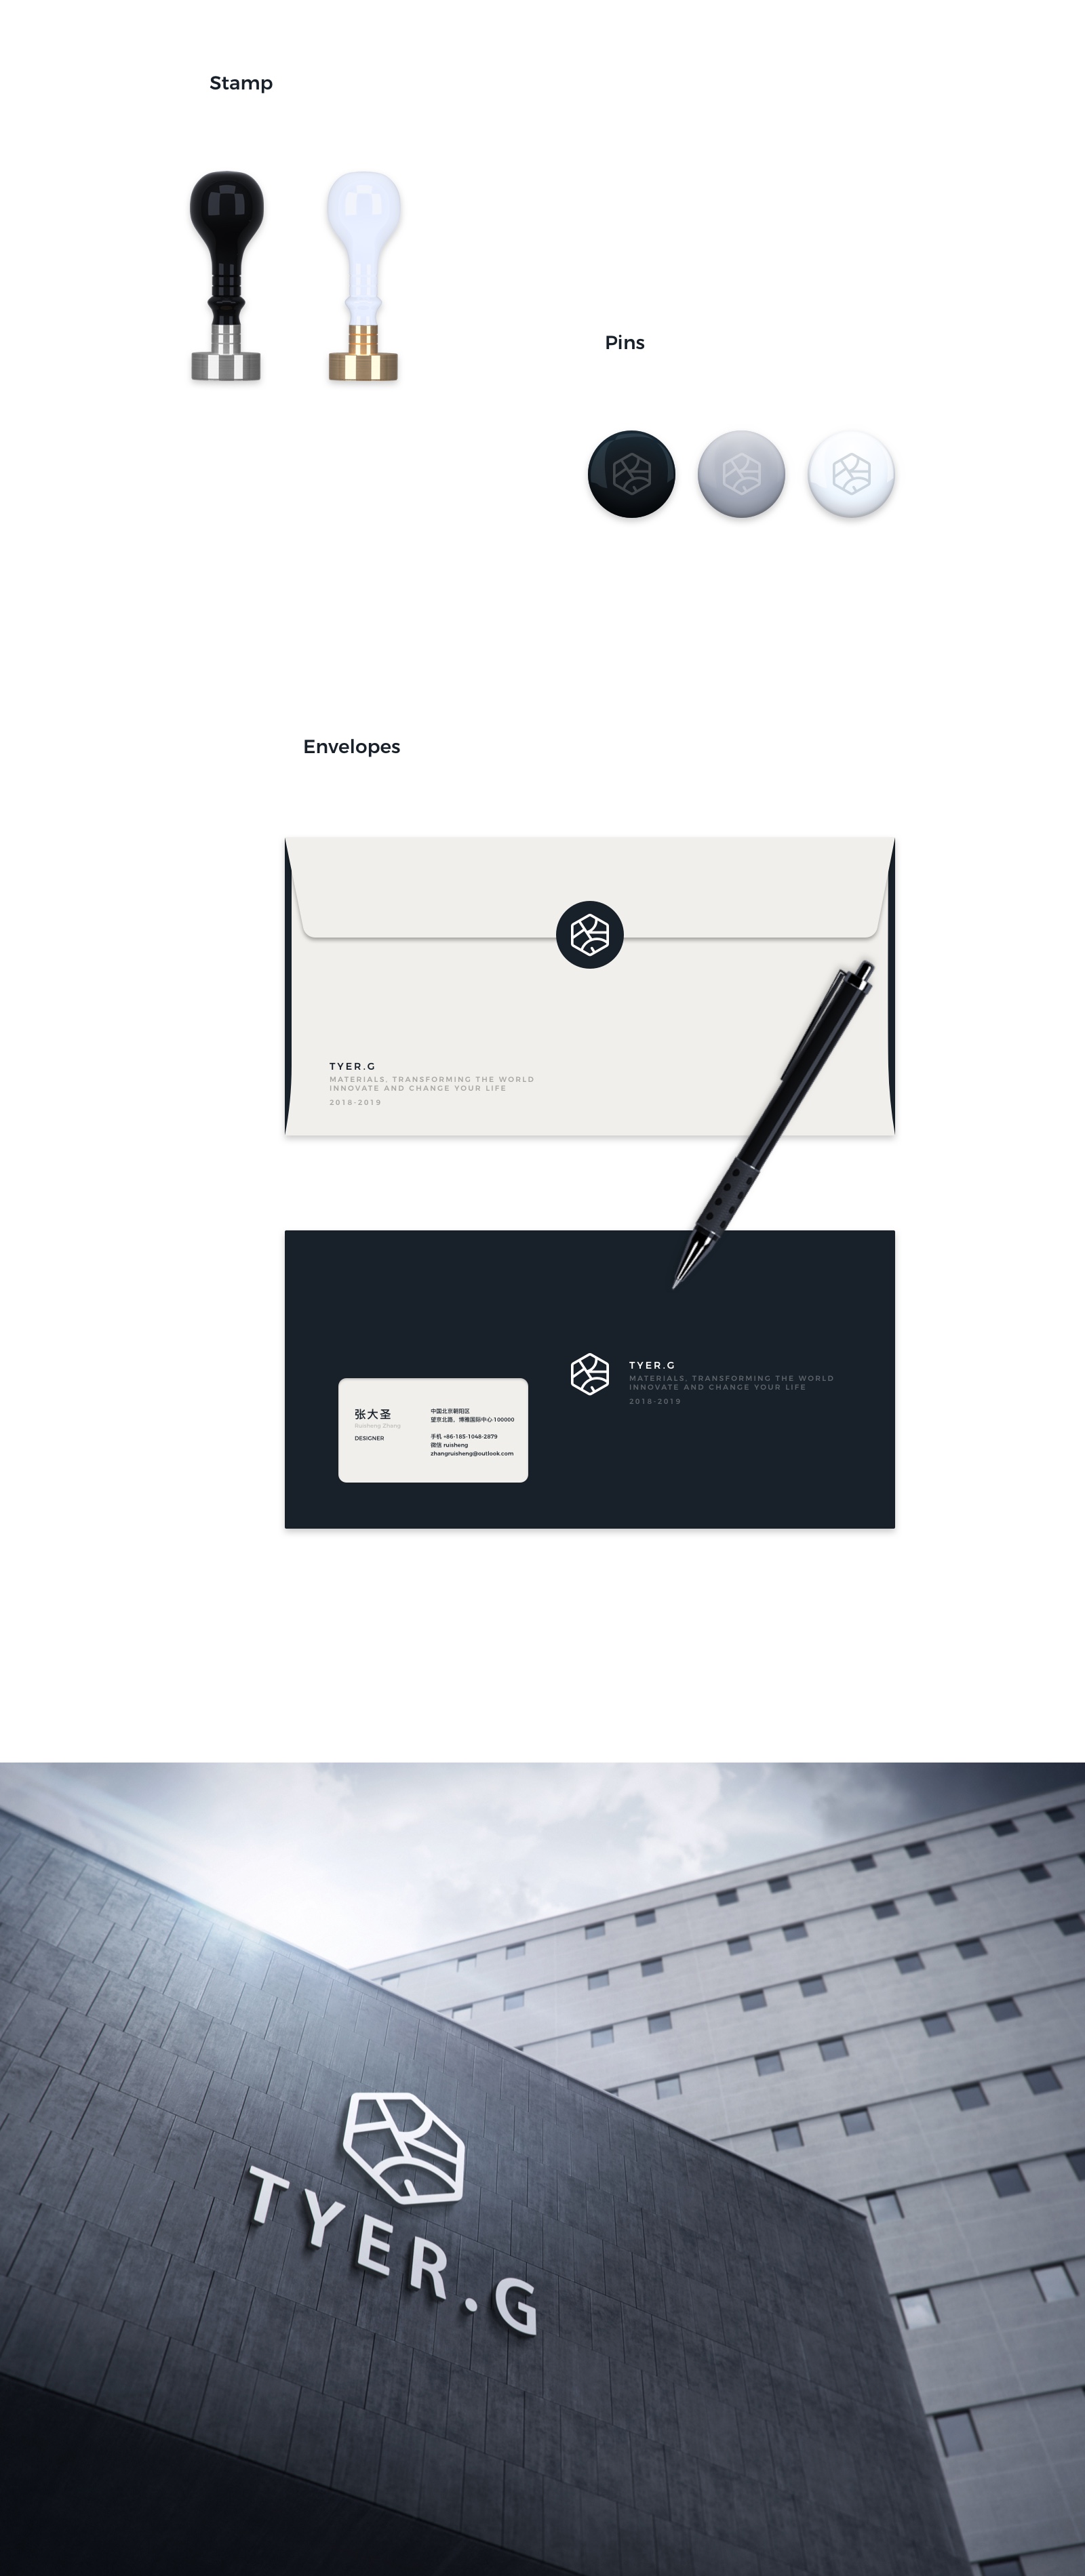 Stamp
Pins
Envelopes
TYER.G
MATERIALS, TRANSFORMING THE WORLD
INNOVATE AND CHANGE YOUR LIFE
2018-2019
TYER.G
MATERIALS, TRANSFORMING THE WORLD
INNOVATE AND CHANGE YOUR LIFE
2018-2019
张大圣
Ruisheng Zhang
DESIGNER
中国北京朝阳区
望京北路，博雅国际中心·100000
手机 +86-185-1048-2879
微信 ruisheng
zhangruisheng@outlook.com
TYER.G